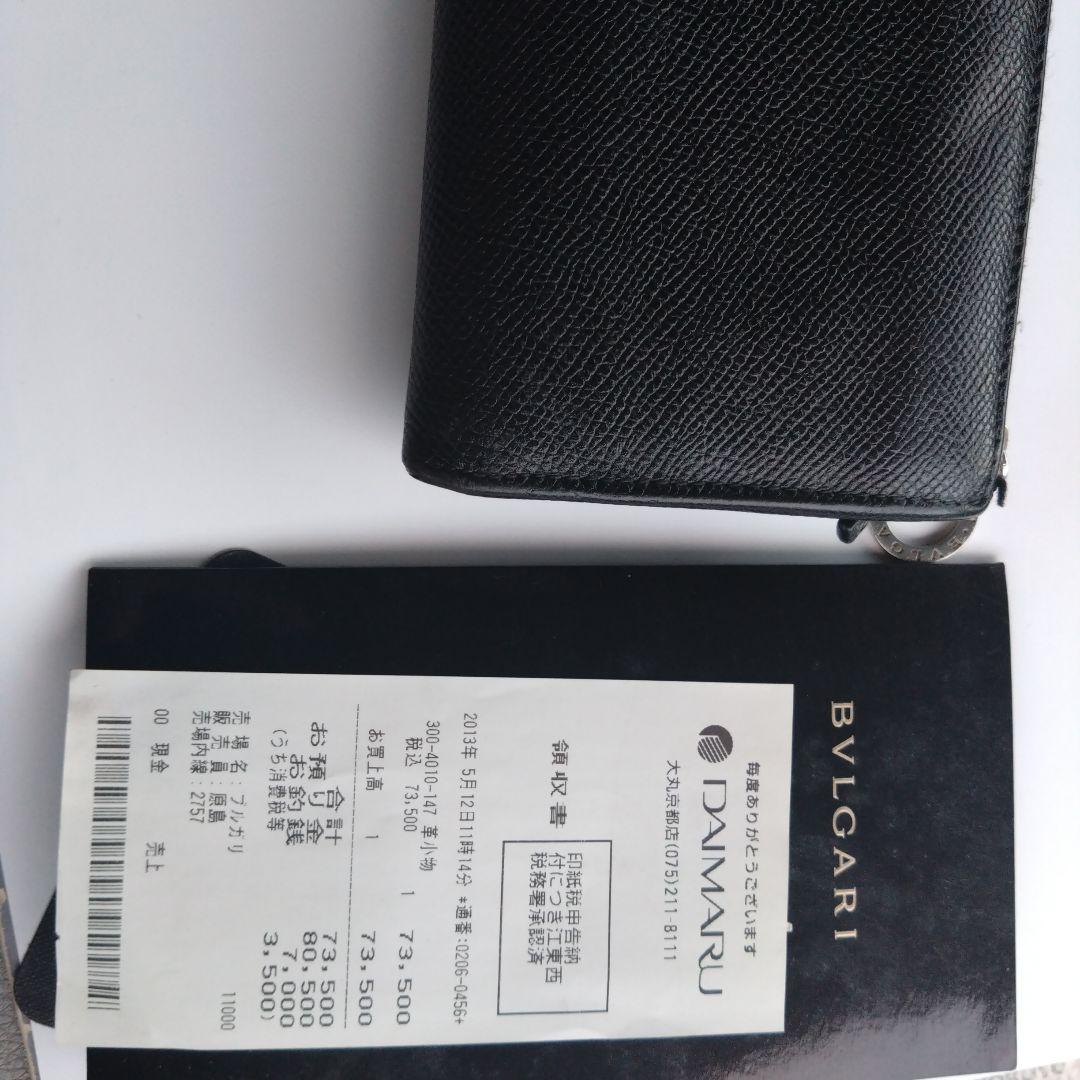 BVLGARI
BVLGARI
毎度ありがとうございます
DAIMARU
大丸京都店(075)211-8111
領収書
印紙税申告納
付につき江東西
税務署承認済
2013年 5月12日11時14分 *通番:0206-0456+
300-4010-147 革小物 1 73,500
税込 73,500
お買上高 1 73,500
合計 73,500
お預り金 80,500
お釣銭 7,000
(うち消費税等 3,500)
売場名:ブルガリ
販売員:原島 11000
売場内線:2757
00 現金 売上